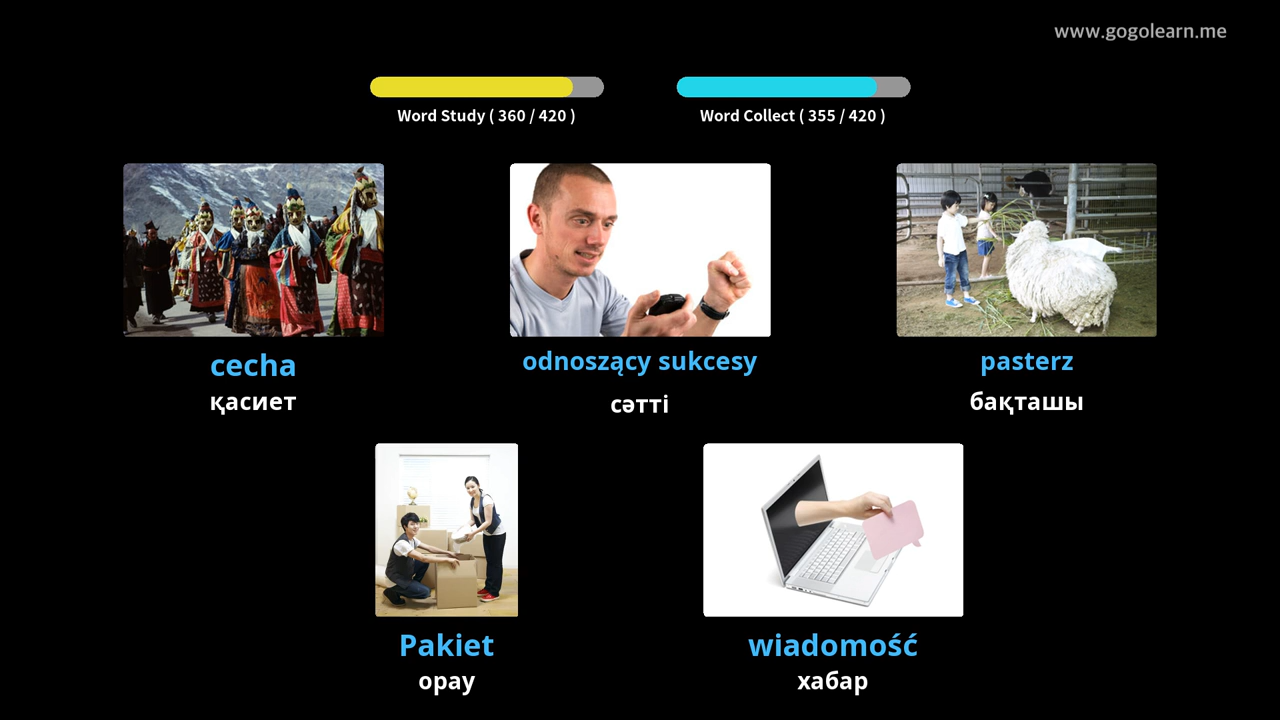 www.gogolearn.me
Word Study ( 360 / 420 )
Word Collect ( 355 / 420 )
cecha
қасиет
odnoszący sukcesy
сәтті
pasterz
бақташы
Pakiet
орау
wiadomość
хабар